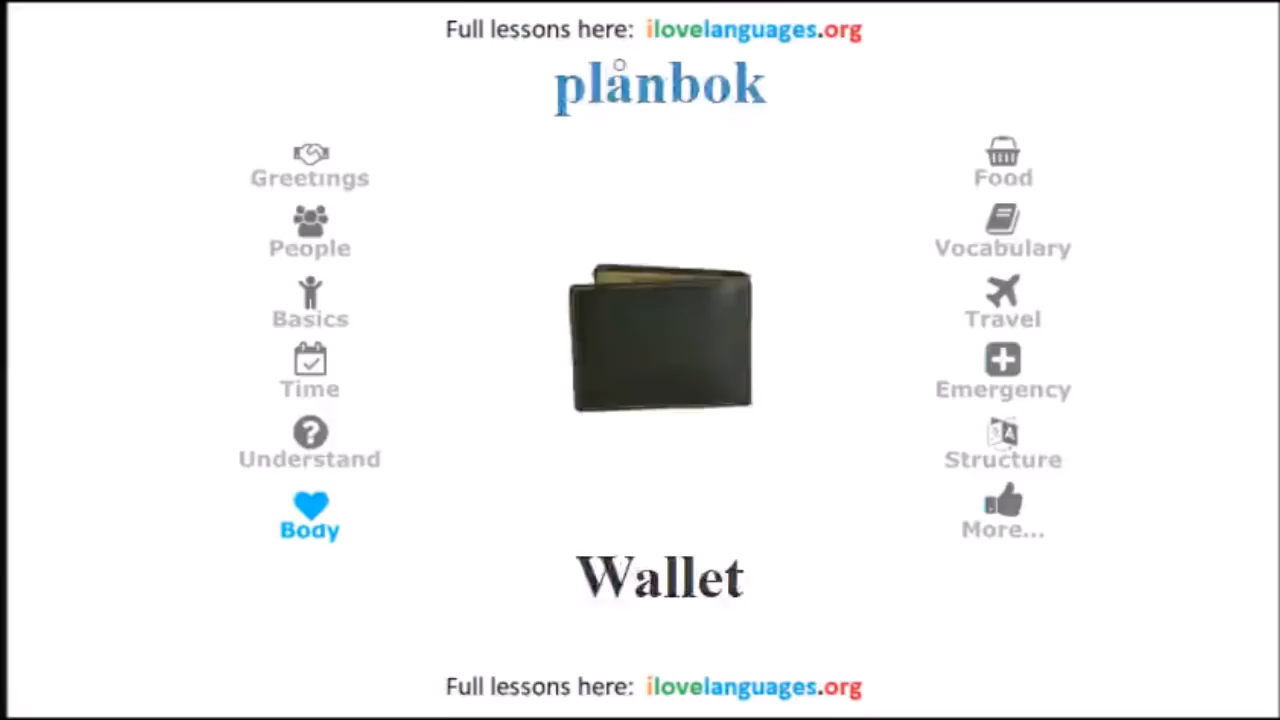 Full lessons here: ilovelanguages.org
plånbok
Greetings
Food
People
Vocabulary
Basics
Travel
Time
Emergency
Understand
Structure
Body
More...
Wallet
Full lessons here: ilovelanguages.org